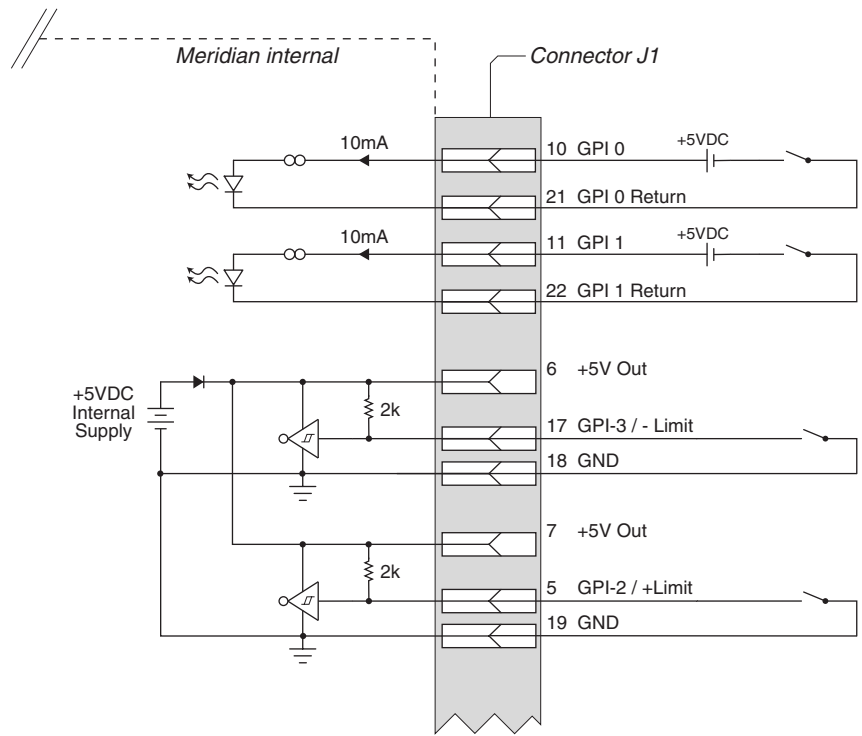 Meridian internal
Connector J1
10mA
10 GPI 0
+5VDC
21 GPI 0 Return
10mA
11 GPI 1
+5VDC
22 GPI 1 Return
6 +5V Out
+5VDC
Internal
Supply
2k
17 GPI-3 / - Limit
18 GND
7 +5V Out
2k
5 GPI-2 / +Limit
19 GND